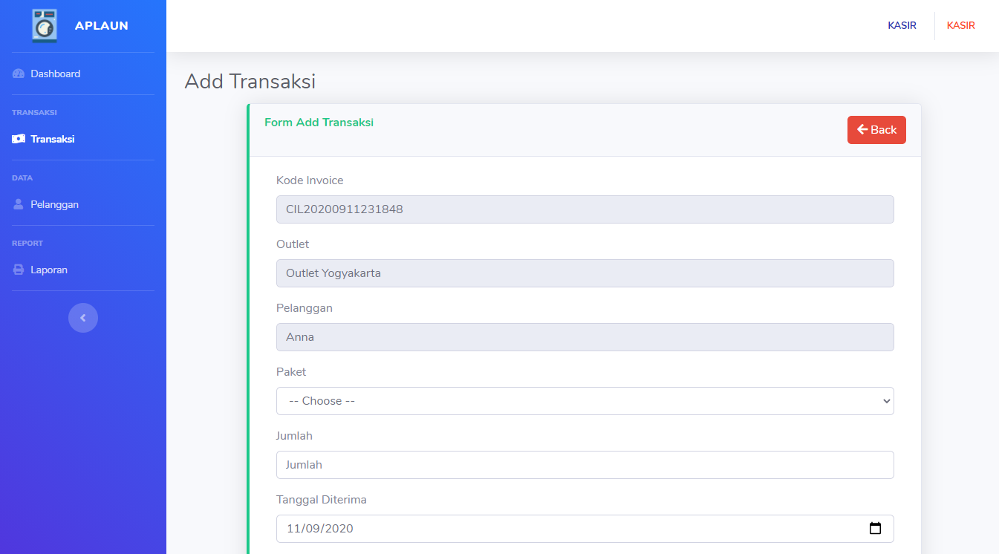 APLAUN
KASIR
KASIR
Dashboard
TRANSAKSI
Transaksi
DATA
Pelanggan
REPORT
Laporan
Add Transaksi
Form Add Transaksi
Back
Kode Invoice
CIL20200911231848
Outlet
Outlet Yogyakarta
Pelanggan
Anna
Paket
-- Choose --
Jumlah
Jumlah
Tanggal Diterima
11/09/2020